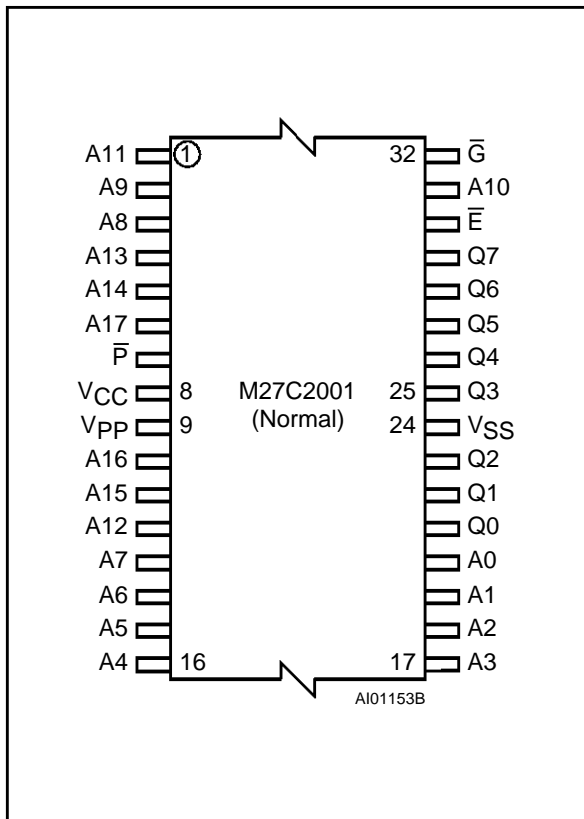 A11 1 32 G̅
A9 A10
A8 E̅
A13 Q7
A14 Q6
A17 Q5
P̅ Q4
VCC 8 M27C2001 25 Q3
VPP 9 (Normal) 24 VSS
A16 Q2
A15 Q1
A12 Q0
A7 A0
A6 A1
A5 A2
A4 16 17 A3
AI01153B